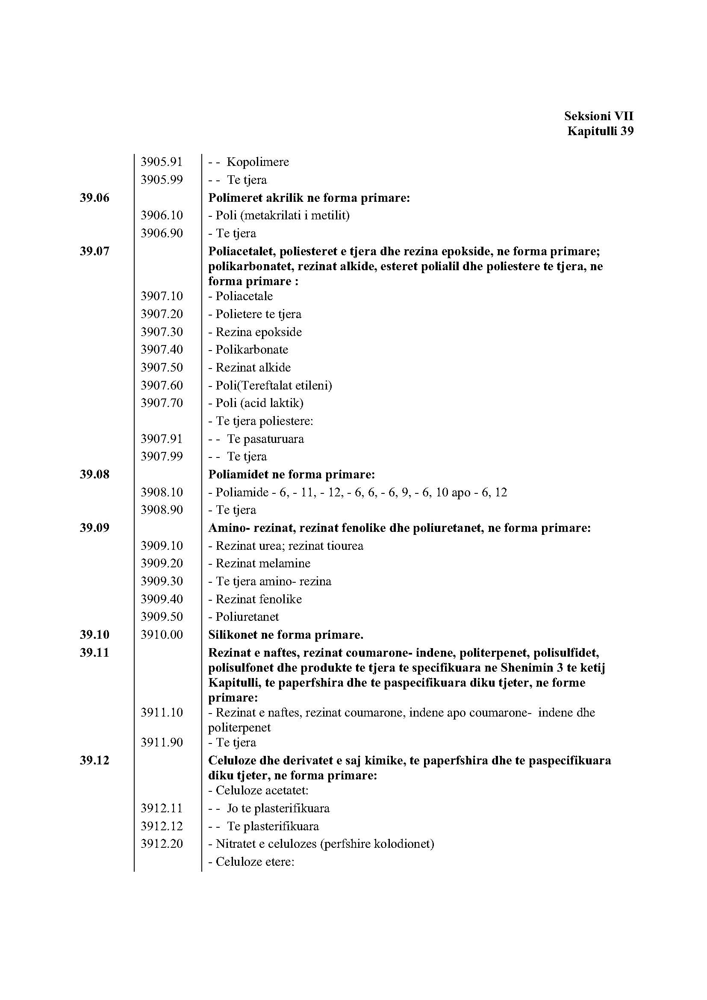 Seksioni VII
Kapitulli 39
3905.91 - -  Kopolimere
3905.99 - -  Te tjera
39.06 Polimeret akrilik ne forma primare:
3906.10 - Poli (metakrilati i metilit)
3906.90 - Te tjera
39.07 Poliacetalet, poliesteret e tjera dhe rezina epokside, ne forma primare;
polikarbonatet, rezinat alkide, esteret polialil dhe poliestere te tjera, ne
forma primare :
3907.10 - Poliacetale
3907.20 - Polietere te tjera
3907.30 - Rezina epokside
3907.40 - Polikarbonate
3907.50 - Rezinat alkide
3907.60 - Poli(Tereftalat etileni)
3907.70 - Poli (acid laktik)
- Te tjera poliestere:
3907.91 - -  Te pasaturuara
3907.99 - -  Te tjera
39.08 Poliamidet ne forma primare:
3908.10 - Poliamide - 6, - 11, - 12, - 6, 6, - 6, 9, - 6, 10 apo - 6, 12
3908.90 - Te tjera
39.09 Amino- rezinat, rezinat fenolike dhe poliuretanet, ne forma primare:
3909.10 - Rezinat urea; rezinat tiourea
3909.20 - Rezinat melamine
3909.30 - Te tjera amino- rezina
3909.40 - Rezinat fenolike
3909.50 - Poliuretanet
39.10 3910.00 Silikonet ne forma primare.
39.11 Rezinat e naftes, rezinat coumarone- indene, politerpenet, polisulfidet,
polisulfonet dhe produkte te tjera te specifikuara ne Shenimin 3 te ketij
Kapitulli, te paperfshira dhe te paspecifikuara diku tjeter, ne forme
primare:
3911.10 - Rezinat e naftes, rezinat coumarone, indene apo coumarone-  indene dhe
politerpenet
3911.90 - Te tjera
39.12 Celuloze dhe derivatet e saj kimike, te paperfshira dhe te paspecifikuara
diku tjeter, ne forma primare:
- Celuloze acetatet:
3912.11 - -  Jo te plasterifikuara
3912.12 - -  Te plasterifikuara
3912.20 - Nitratet e celulozes (perfshire kolodionet)
- Celuloze etere: